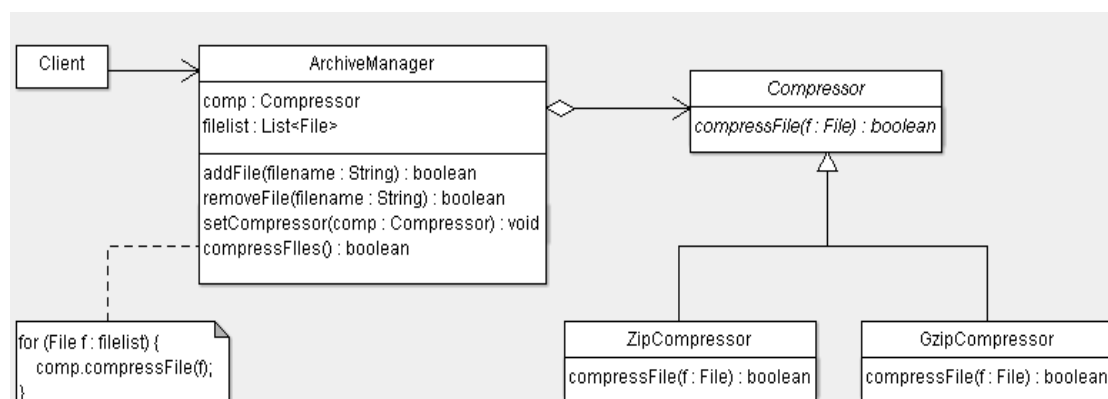 Client
ArchiveManager
comp : Compressor
filelist : List<File>
addFile(filename : String) : boolean
removeFile(filename : String) : boolean
setCompressor(comp : Compressor) : void
compressFIles() : boolean
Compressor
compressFile(f : File) : boolean
for (File f : filelist) {
comp.compressFile(f);
}
ZipCompressor
compressFile(f : File) : boolean
GzipCompressor
compressFile(f : File) : boolean